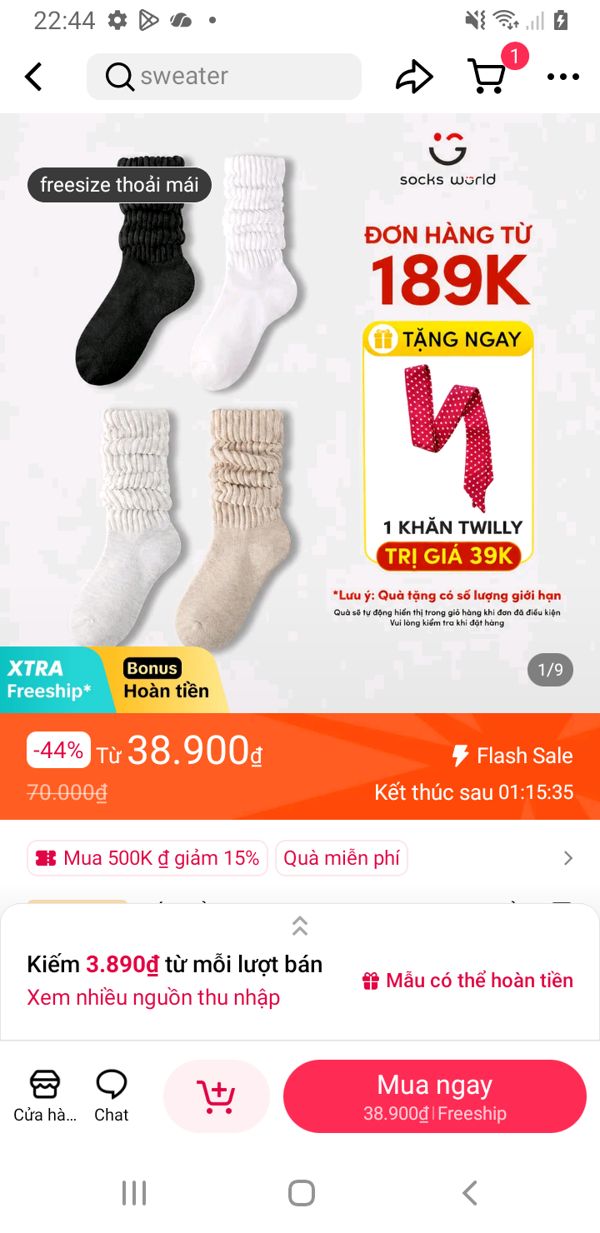 22:44
sweater
1
freesize thoải mái
socks world
ĐƠN HÀNG TỪ
189K
TẶNG NGAY
1 KHĂN TWILLY
TRỊ GIÁ 39K
*Lưu ý: Quà tặng có số lượng giới hạn
Quà sẽ tự động hiển thị trong giỏ hàng khi đơn đủ điều kiện
Vui lòng kiểm tra khi đặt hàng
XTRA
Freeship*
Bonus
Hoàn tiền
1/9
-44% Từ 38.900₫
Flash Sale
70.000₫
Kết thúc sau 01:15:35
Mua 500K ₫ giảm 15%
Quà miễn phí
Kiếm 3.890₫ từ mỗi lượt bán
Xem nhiều nguồn thu nhập
Mẫu có thể hoàn tiền
Cửa hà...
Chat
Mua ngay
38.900₫|Freeship